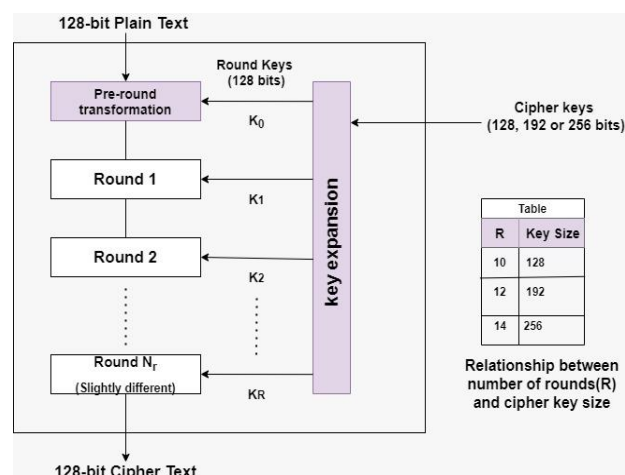 128-bit Plain Text
Round Keys
(128 bits)
Pre-round
transformation
K0
Cipher keys
(128, 192 or 256 bits)
Round 1
K1
key expansion
Round 2
K2
Table
R Key Size
10 128
12 192
14 256
Round Nr
(Slightly different)
KR
Relationship between
number of rounds(R)
and cipher key size
128-bit Cipher Text